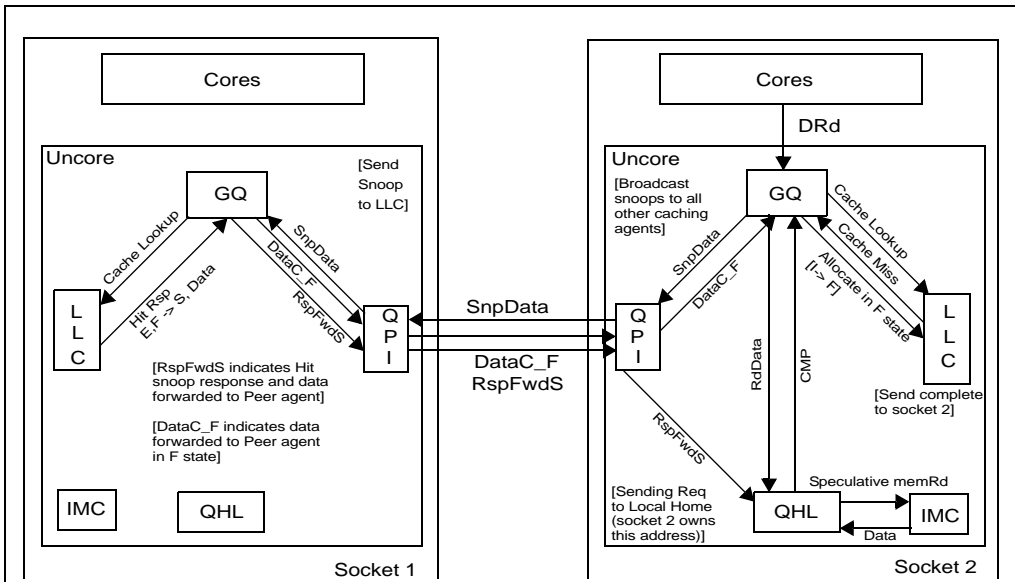 Cores
Uncore
[Send
Snoop
to LLC]
GQ
Cache Lookup
SnpData
DataC_F
RspFwdS
Hit Rsp
E,F -> S, Data
L
L
C
Q
P
I
[RspFwdS indicates Hit
snoop response and data
forwarded to Peer agent]
[DataC_F indicates data
forwarded to Peer agent
in F state]
IMC
QHL
Socket 1
SnpData
DataC_F
RspFwdS
Cores
DRd
Uncore
[Broadcast
snoops to all
other caching
agents]
GQ
Cache Lookup
Cache Miss
Allocate in F state
[I-> F]
SnpData
DataC_F
Q
P
I
L
L
C
RdData
CMP
[Send complete
to socket 2]
RspFwdS
[Sending Req
to Local Home
(socket 2 owns
this address)]
Speculative memRd
QHL
IMC
Data
Socket 2